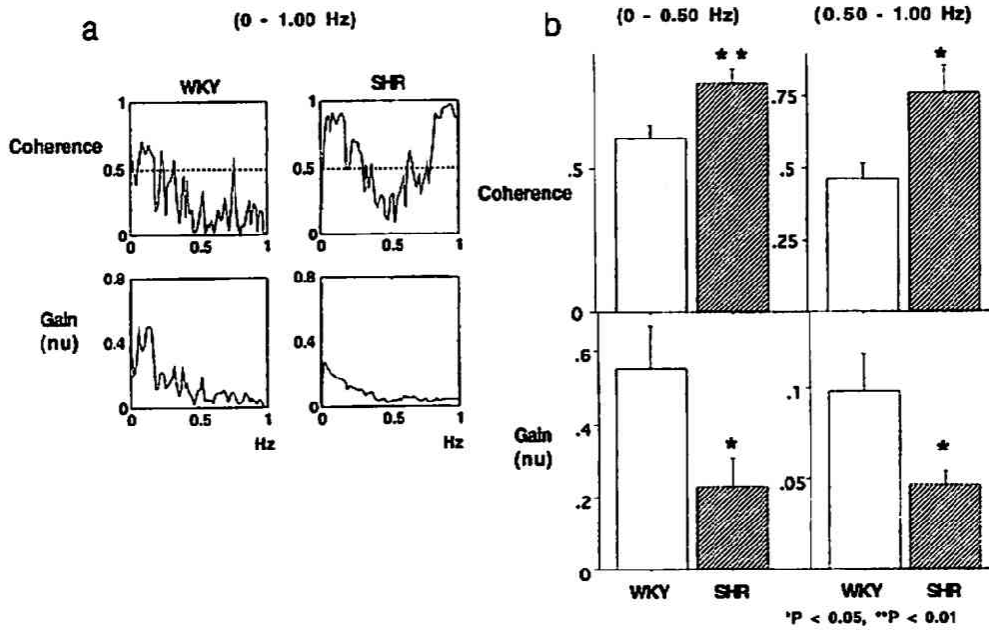 a
(0 - 1.00 Hz)
WKY
SHR
Coherence
1
0.5
0
0
0.5
1
1
0.5
0
0
0.5
1
Gain
(nu)
0.8
0.4
0
0
0.5
1
Hz
0.8
0.4
0
0
0.5
1
Hz
b
(0 - 0.50 Hz)
(0.50 - 1.00 Hz)
Coherence
.5
0
**
.75
.5
.25
*
Gain
(nu)
.6
.4
.2
0
*
.1
.05
*
WKY
SHR
WKY
SHR
*P < 0.05, **P < 0.01